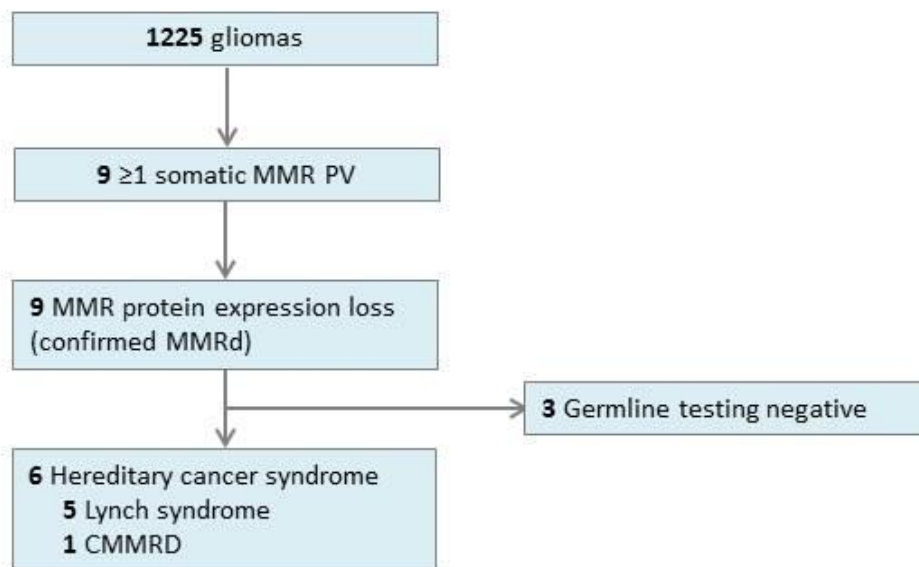 1225 gliomas
9 ≥1 somatic MMR PV
9 MMR protein expression loss
(confirmed MMRd)
3 Germline testing negative
6 Hereditary cancer syndrome
5 Lynch syndrome
1 CMMRD